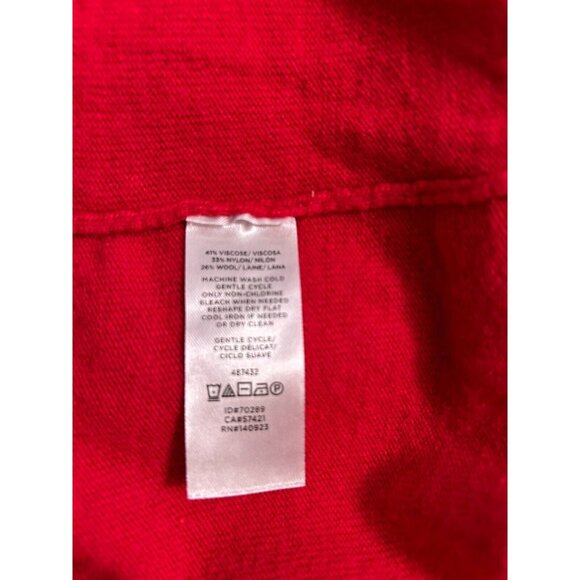 41% VISCOSE/ VISCOSA
33% NYLON/ NILÓN
26% WOOL/ LAINE/ LANA
MACHINE WASH COLD
GENTLE CYCLE
ONLY NON-CHLORINE
BLEACH WHEN NEEDED
RESHAPE DRY FLAT
COOL IRON IF NEEDED
OR DRY CLEAN
GENTLE CYCLE/
CYCLE DÉLICAT/
CICLO SUAVE
487432
ID#70289
CA#57421
RN#140923